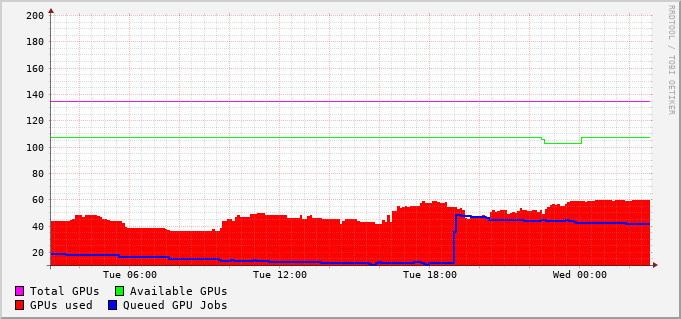 RRDTOOL / TOBI OETIKER
200
180
160
140
120
100
80
60
40
20
Tue 06:00 Tue 12:00 Tue 18:00 Wed 00:00
Total GPUs Available GPUs
GPUs used Queued GPU Jobs